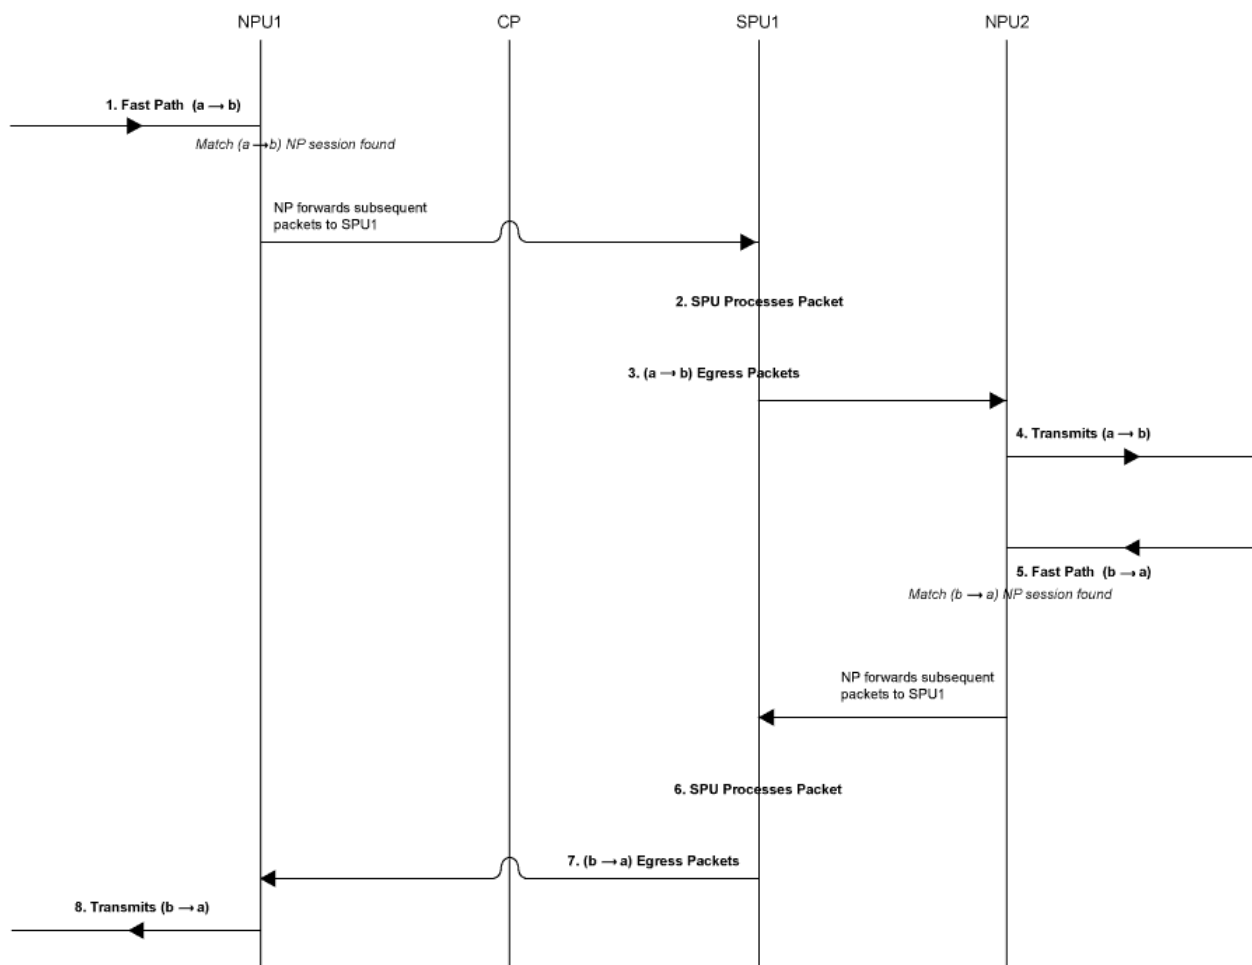 NPU1 CP SPU1 NPU2
1. Fast Path (a → b)
Match (a → b) NP session found
NP forwards subsequent
packets to SPU1
2. SPU Processes Packet
3. (a → b) Egress Packets
4. Transmits (a → b)
5. Fast Path (b → a)
Match (b → a) NP session found
NP forwards subsequent
packets to SPU1
6. SPU Processes Packet
7. (b → a) Egress Packets
8. Transmits (b → a)